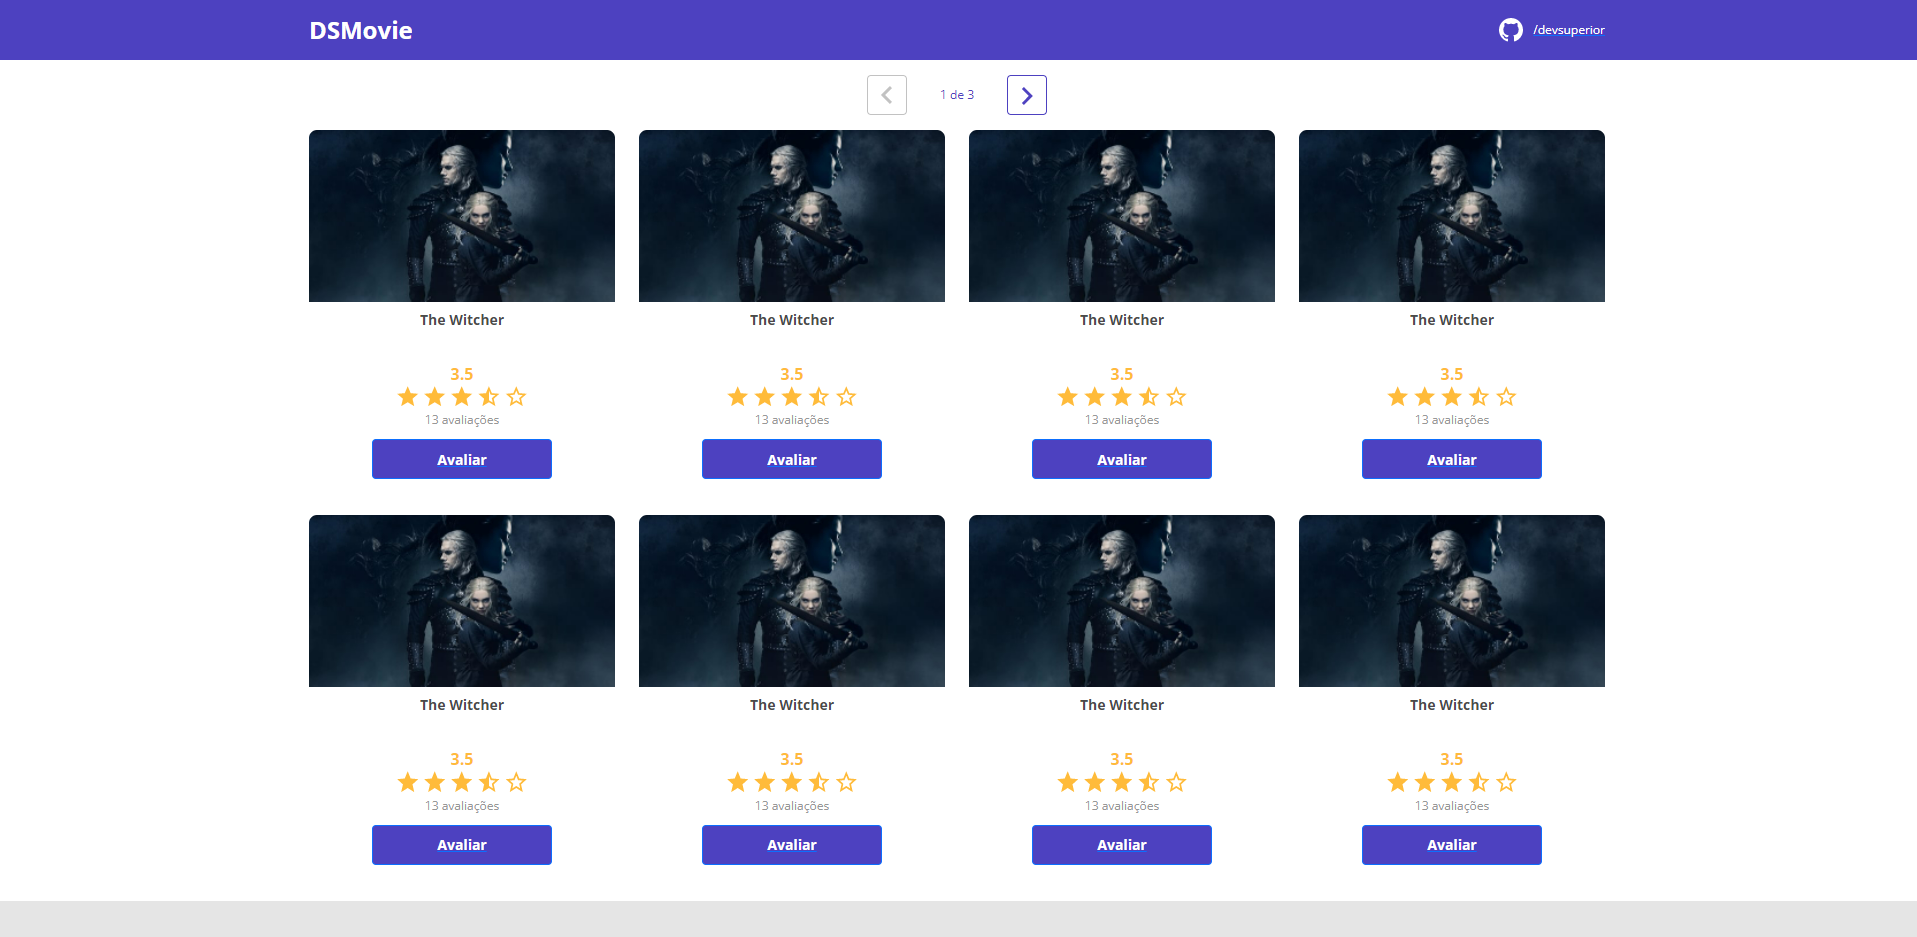 DSMovie
/devsuperior
1 de 3
The Witcher
The Witcher
The Witcher
The Witcher
3.5
3.5
3.5
3.5
13 avaliações
13 avaliações
13 avaliações
13 avaliações
Avaliar
Avaliar
Avaliar
Avaliar
The Witcher
The Witcher
The Witcher
The Witcher
3.5
3.5
3.5
3.5
13 avaliações
13 avaliações
13 avaliações
13 avaliações
Avaliar
Avaliar
Avaliar
Avaliar